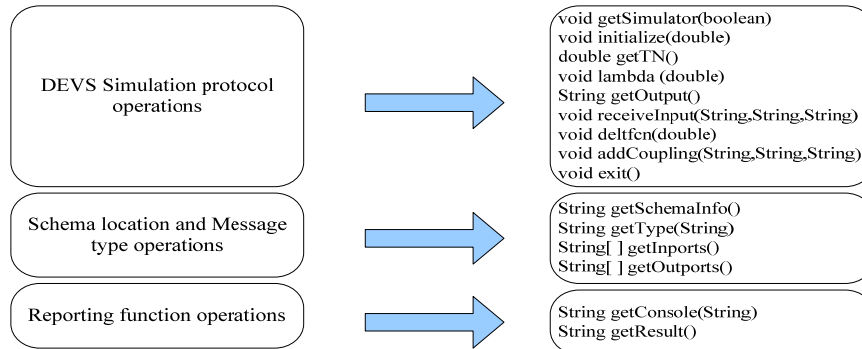 DEVS Simulation protocol
operations
void getSimulator(boolean)
void initialize(double)
double getTN()
void lambda (double)
String getOutput()
void receiveInput(String,String,String)
void deltfcn(double)
void addCoupling(String,String,String)
void exit()
Schema location and Message
type operations
String getSchemaInfo()
String getType(String)
String[ ] getInports()
String[ ] getOutports()
Reporting function operations
String getConsole(String)
String getResult()